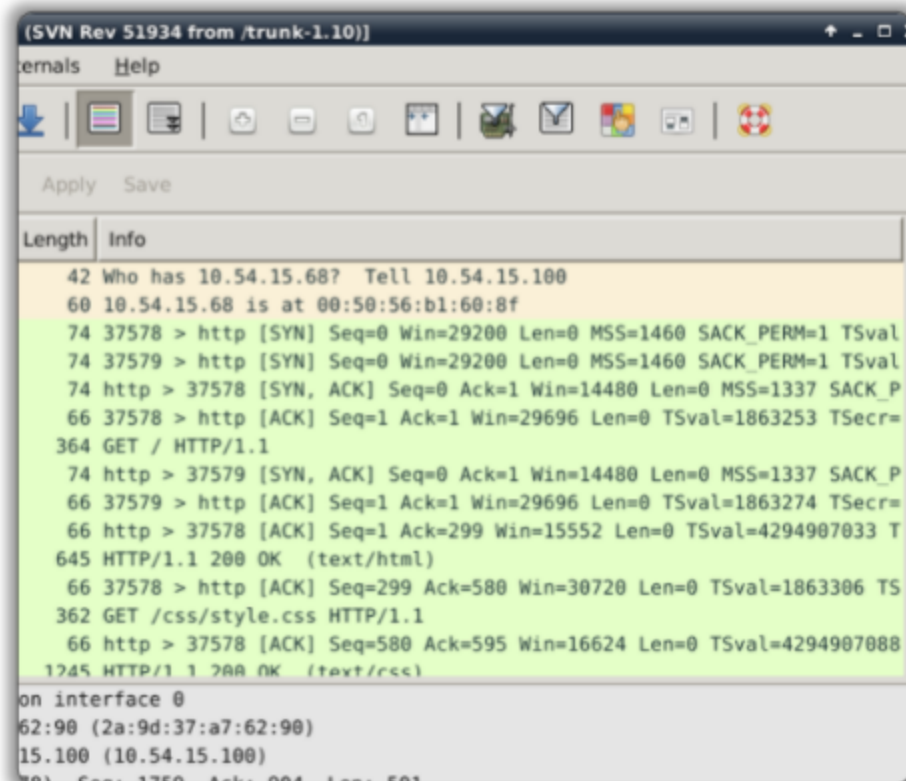 (SVN Rev 51934 from /trunk-1.10)]
ternals Help
Apply Save
Length Info
42 Who has 10.54.15.68? Tell 10.54.15.100
60 10.54.15.68 is at 00:50:56:b1:60:8f
74 37578 > http [SYN] Seq=0 Win=29200 Len=0 MSS=1460 SACK_PERM=1 TSval
74 37579 > http [SYN] Seq=0 Win=29200 Len=0 MSS=1460 SACK_PERM=1 TSval
74 http > 37578 [SYN, ACK] Seq=0 Ack=1 Win=14480 Len=0 MSS=1337 SACK_P
66 37578 > http [ACK] Seq=1 Ack=1 Win=29696 Len=0 TSval=1863253 TSecr=
364 GET / HTTP/1.1
74 http > 37579 [SYN, ACK] Seq=0 Ack=1 Win=14480 Len=0 MSS=1337 SACK_P
66 37579 > http [ACK] Seq=1 Ack=1 Win=29696 Len=0 TSval=1863274 TSecr=
66 http > 37578 [ACK] Seq=1 Ack=299 Win=15552 Len=0 TSval=4294907033 T
645 HTTP/1.1 200 OK (text/html)
66 37578 > http [ACK] Seq=299 Ack=580 Win=30720 Len=0 TSval=1863306 TS
362 GET /css/style.css HTTP/1.1
66 http > 37578 [ACK] Seq=580 Ack=595 Win=16624 Len=0 TSval=4294907088
1245 HTTP/1.1 200 OK (text/css)
on interface 0
62:90 (2a:9d:37:a7:62:90)
15.100 (10.54.15.100)